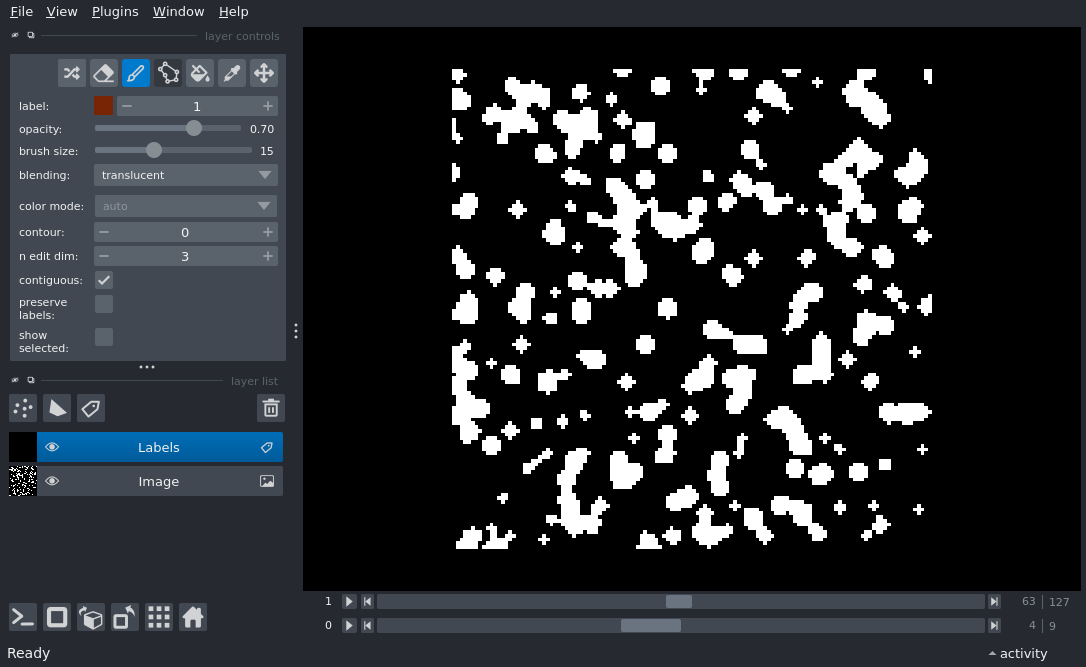 File View Plugins Window Help
layer controls
label: 1
opacity: 0.70
brush size: 15
blending: translucent
color mode: auto
contour: 0
n edit dim: 3
contiguous:
preserve
labels:
show
selected:
layer list
Labels
Image
1 63 127
0 4 9
Ready activity